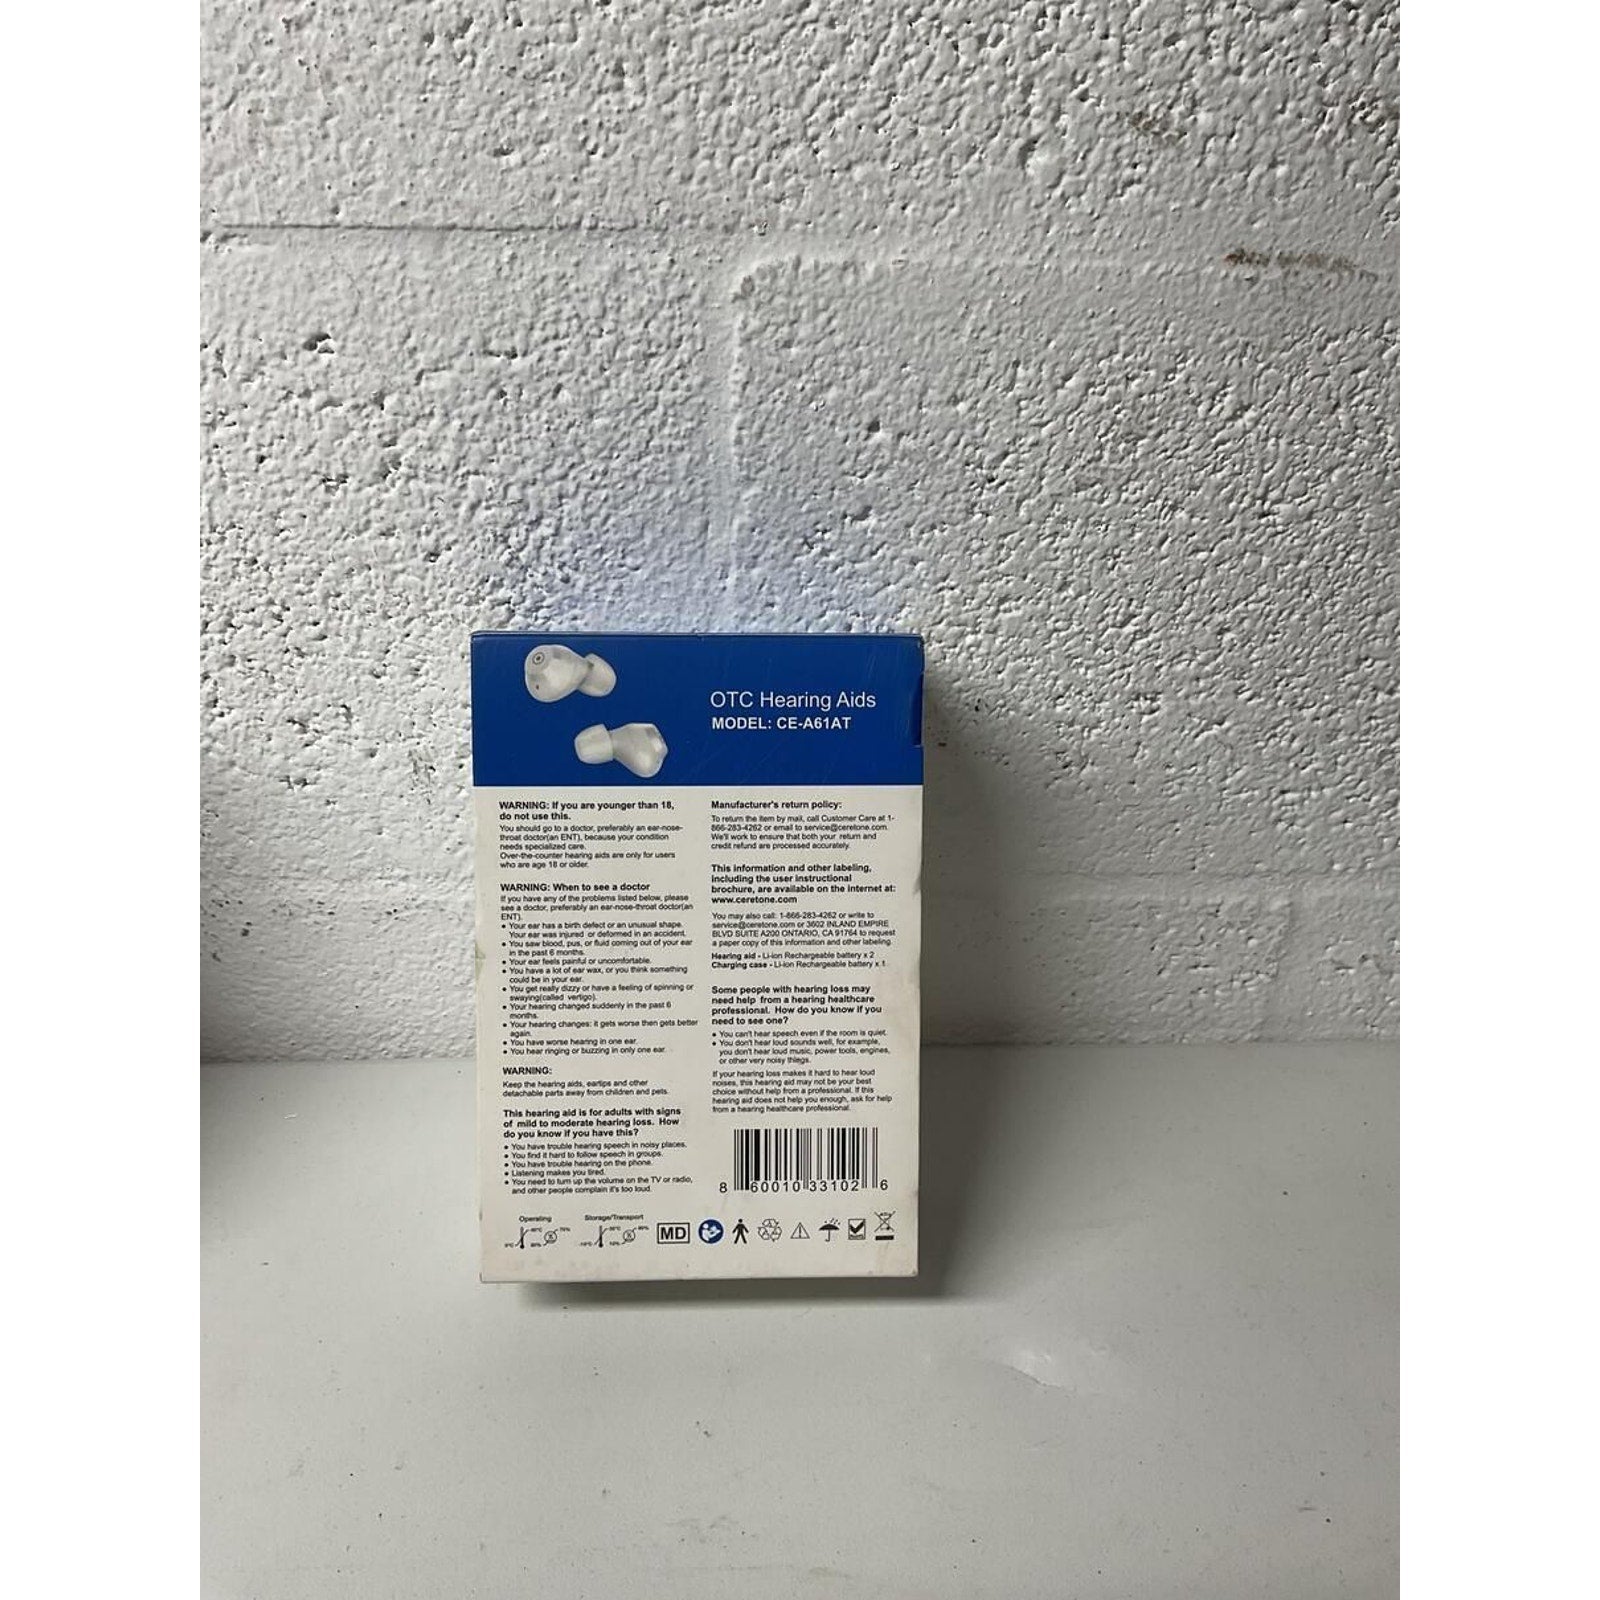 OTC Hearing Aids
MODEL: CE-A61AT
WARNING: If you are younger than 18,
do not use this.
You should go to a doctor, preferably an ear-nose-
throat doctor(an ENT), because your condition
needs specialized care.
Over-the-counter hearing aids are only for users
who are age 18 or older.
WARNING: When to see a doctor
If you have any of the problems listed below, please
see a doctor, preferably an ear-nose-throat doctor(an
ENT).
• Your ear has a birth defect or an unusual shape.
Your ear was injured or deformed in an accident.
• You saw blood, pus, or fluid coming out of your ear
in the past 6 months.
• Your ear feels painful or uncomfortable.
• You have a lot of ear wax, or you think something
could be in your ear.
• You get really dizzy or have a feeling of spinning or
swaying(called vertigo).
• Your hearing changed suddenly in the past 6
months.
• Your hearing changes: it gets worse then gets better
again.
• You have worse hearing in one ear.
• You hear ringing or buzzing in only one ear.
WARNING:
Keep the hearing aids, eartips and other
detachable parts away from children and pets.
This hearing aid is for adults with signs
of mild to moderate hearing loss. How
do you know if you have this?
• You have trouble hearing speech in noisy places.
• You find it hard to follow speech in groups.
• You have trouble hearing on the phone.
• Listening makes you tired.
• You need to turn up the volume on the TV or radio,
and other people complain it's too loud.
Manufacturer's return policy:
To return the item by mail, call Customer Care at 1-
866-283-4262 or email to service@ceretone.com.
We'll work to ensure that both your return and
credit refund are processed accurately.
This information and other labeling,
including the user instructional
brochure, are available on the internet at:
www.ceretone.com
You may also call: 1-866-283-4262 or write to
service@ceretone.com or 3602 INLAND EMPIRE
BLVD SUITE A200 ONTARIO, CA 91764 to request
a paper copy of this information and other labeling.
Hearing aid - Li-ion Rechargeable battery x 2
Charging case - Li-ion Rechargeable battery x 1
Some people with hearing loss may
need help from a hearing healthcare
professional. How do you know if you
need to see one?
• You can't hear speech even if the room is quiet.
• You don't hear loud sounds well, for example,
you don't hear loud music, power tools, engines,
or other very noisy things.
If your hearing loss makes it hard to hear loud
noises, this hearing aid may not be your best
choice without help from a professional. If this
hearing aid does not help you enough, ask for help
from a hearing healthcare professional.
8 60010 33102 6
Operating
Storage/Transport
MD